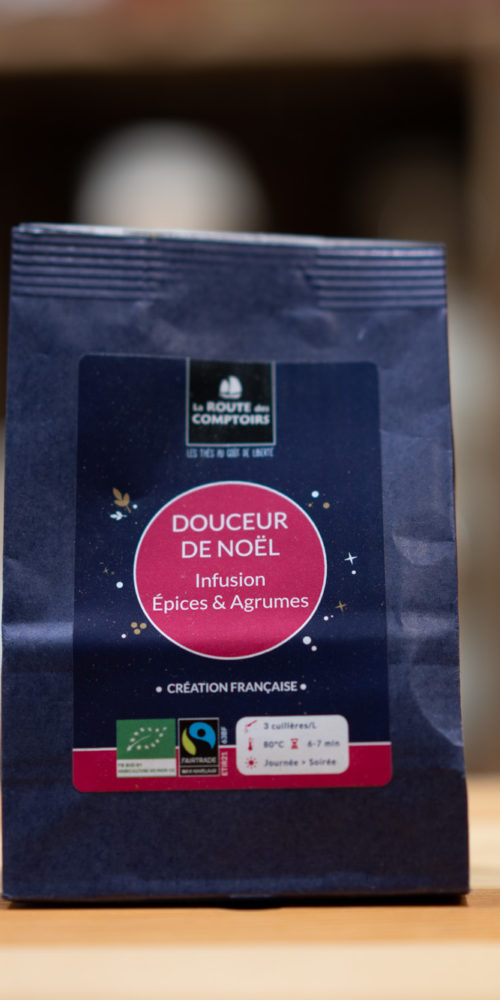 La ROUTE des
COMPTOIRS
LES THÉS AU GOÛT DE LIBERTÉ
DOUCEUR
DE NOËL
Infusion
Épices & Agrumes
• CRÉATION FRANÇAISE •
3 cuillères/L
80°C 6-7 min
Journée > Soirée
FAIRTRADE